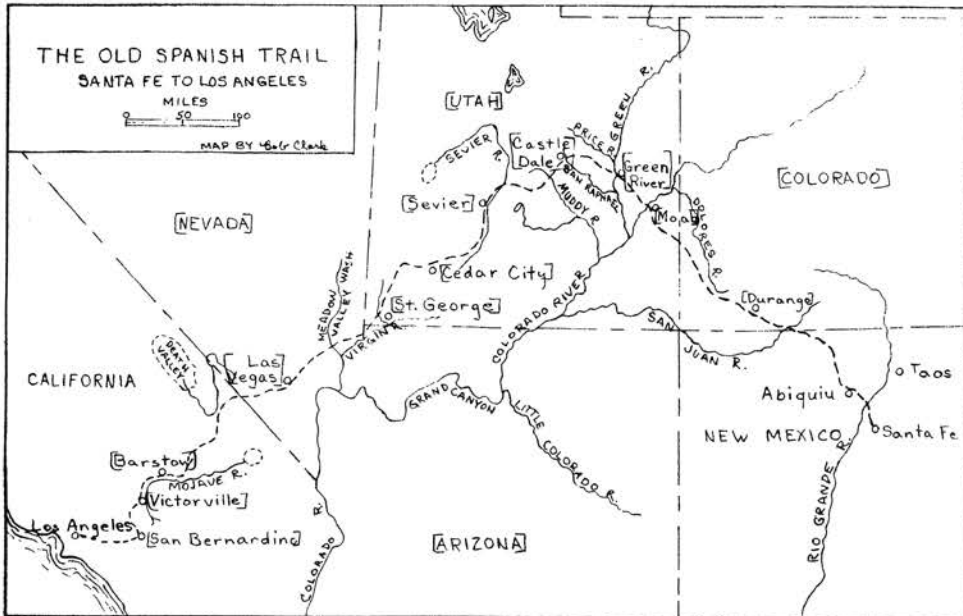 THE OLD SPANISH TRAIL
SANTA FE TO LOS ANGELES
MILES
0 50 100
MAP BY Bob Clark
[UTAH]
[NEVADA]
[COLORADO]
CALIFORNIA
[ARIZONA]
NEW MEXICO
SEVIER R.
PRICE R.
GREEN R.
[Castle
Dale]
SAN RAPHAEL
MUDDY R.
[Green
River]
[Moab]
DOLORES R.
[Sevier]
[Cedar City]
[St. George]
MEADOW
VALLEY WASH
VIRGIN R.
COLORADO RIVER
SAN
JUAN R.
[Durango]
DEATH
VALLEY
[Las
Vegas]
GRAND CANYON
LITTLE COLORADO R.
Taos
Abiquiu
Santa Fe
RIO GRANDE R.
[Barstow]
MOJAVE R.
[Victorville]
Los Angeles
[San Bernardino]
COLORADO R.